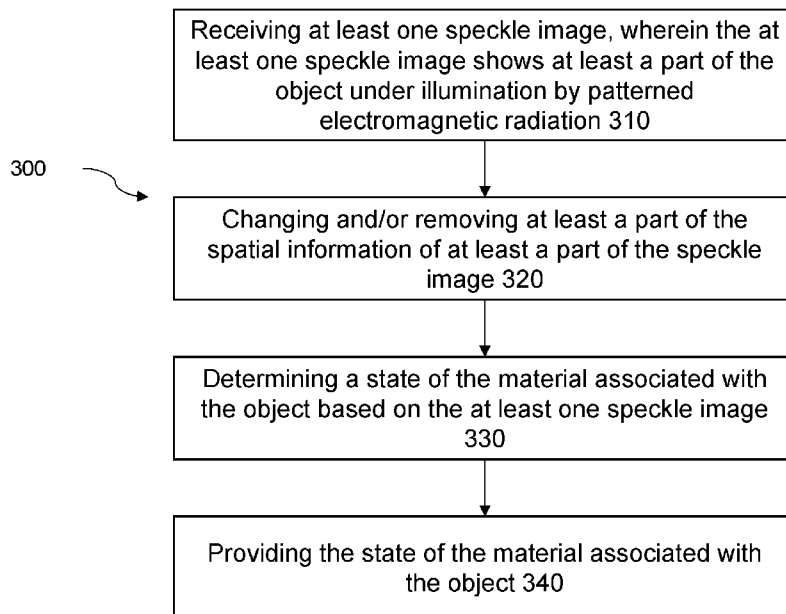 Receiving at least one speckle image, wherein the at
least one speckle image shows at least a part of the
object under illumination by patterned
electromagnetic radiation 310
300
Changing and/or removing at least a part of the
spatial information of at least a part of the speckle
image 320
Determining a state of the material associated with
the object based on the at least one speckle image
330
Providing the state of the material associated with
the object 340